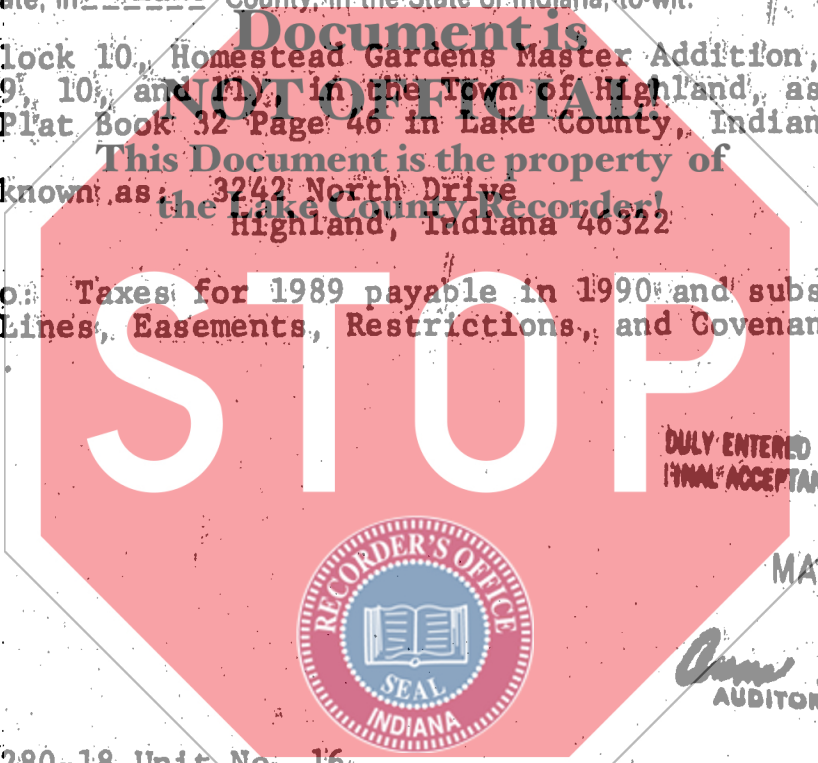 County, in the State of Indiana, to-wit:
Document is
lock 10, Homestead Gardens Master Addition,
NOT OFFICIAL!
9, 10, and 11, in the Town of Highland, as
Plat Book 32 Page 46 in Lake County, Indian
This Document is the property of
known as: 3242 North Drive
the Lake County Recorder!
Highland, Indiana 46322
o: Taxes for 1989 payable in 1990 and subs
Lines, Easements, Restrictions, and Covenan
STOP
DULY ENTERED
FINAL ACCEPTAN
MA
AUDITOR
RECORDER'S OFFICE
SEAL
INDIANA
280-18 Unit No. 16